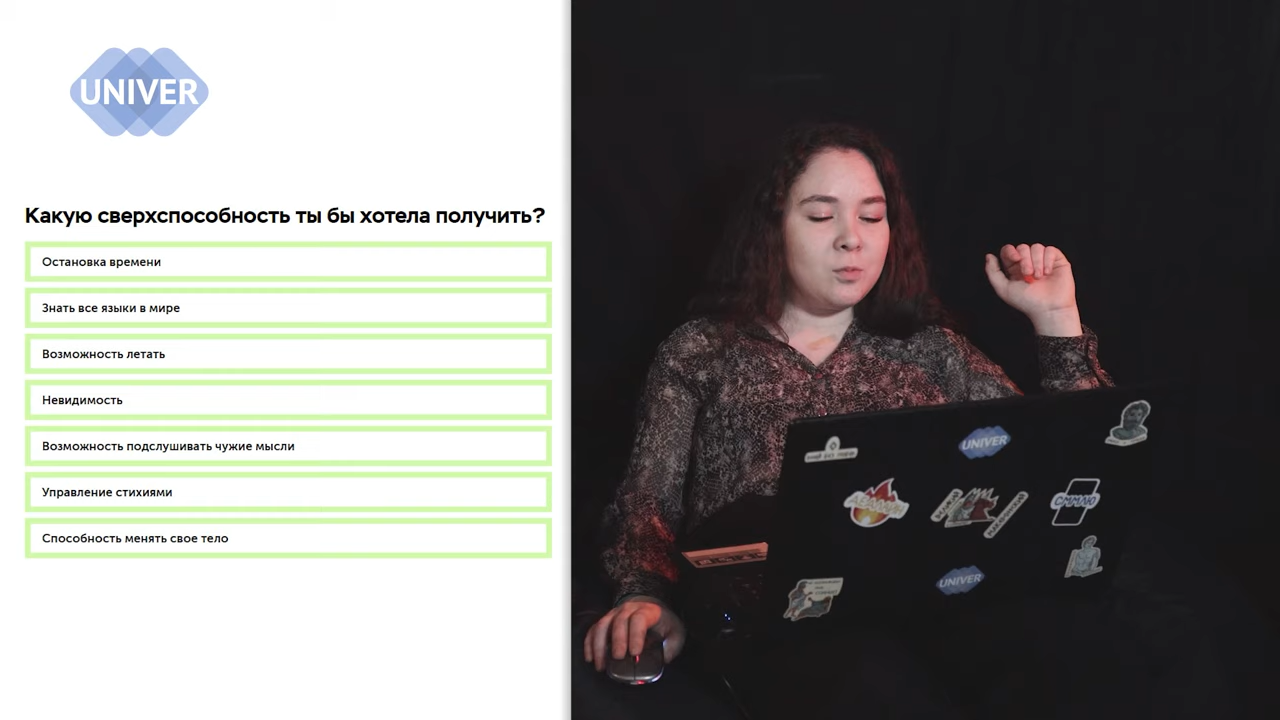 UNIVER
Какую сверхспособность ты бы хотела получить?
Остановка времени
Знать все языки в мире
Возможность летать
Невидимость
Возможность подслушивать чужие мысли
Управление стихиями
Способность менять свое тело
UNIVER
UNIVER